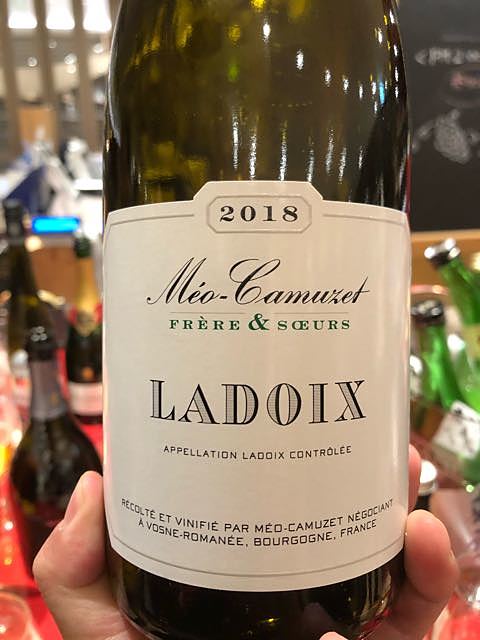 2018
Méo-Camuzet
FRÈRE & SŒURS
LADOIX
APPELLATION LADOIX CONTRÔLÉE
RÉCOLTÉ ET VINIFIÉ PAR MÉO-CAMUZET NÉGOCIANT
À VOSNE-ROMANÉE, BOURGOGNE, FRANCE